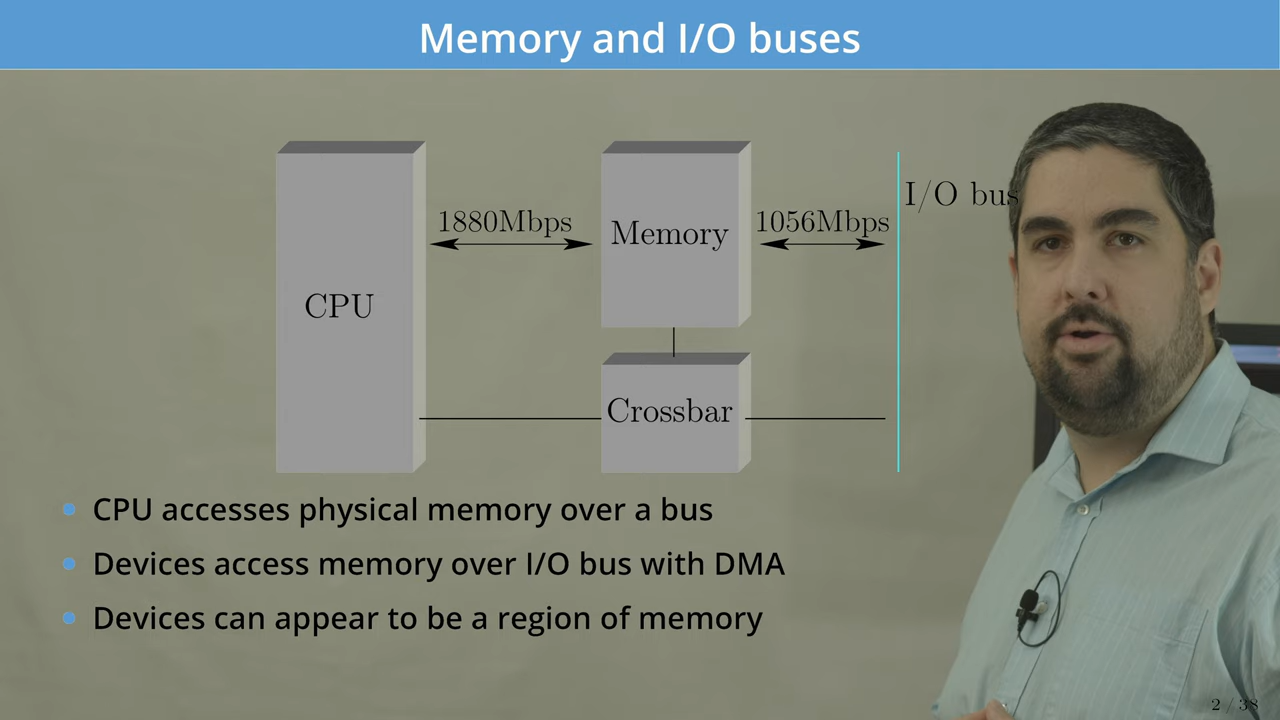 Memory and I/O buses
1880Mbps
Memory
1056Mbps
I/O bus
CPU
Crossbar
CPU accesses physical memory over a bus
Devices access memory over I/O bus with DMA
Devices can appear to be a region of memory
2 / 38